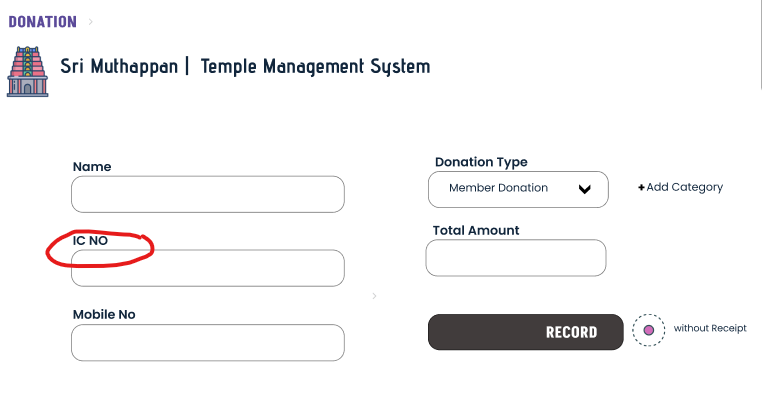 DONATION
Sri Muthappan | Temple Management System
Name
IC NO
Mobile No
Donation Type
Member Donation
+Add Category
Total Amount
RECORD
without Receipt